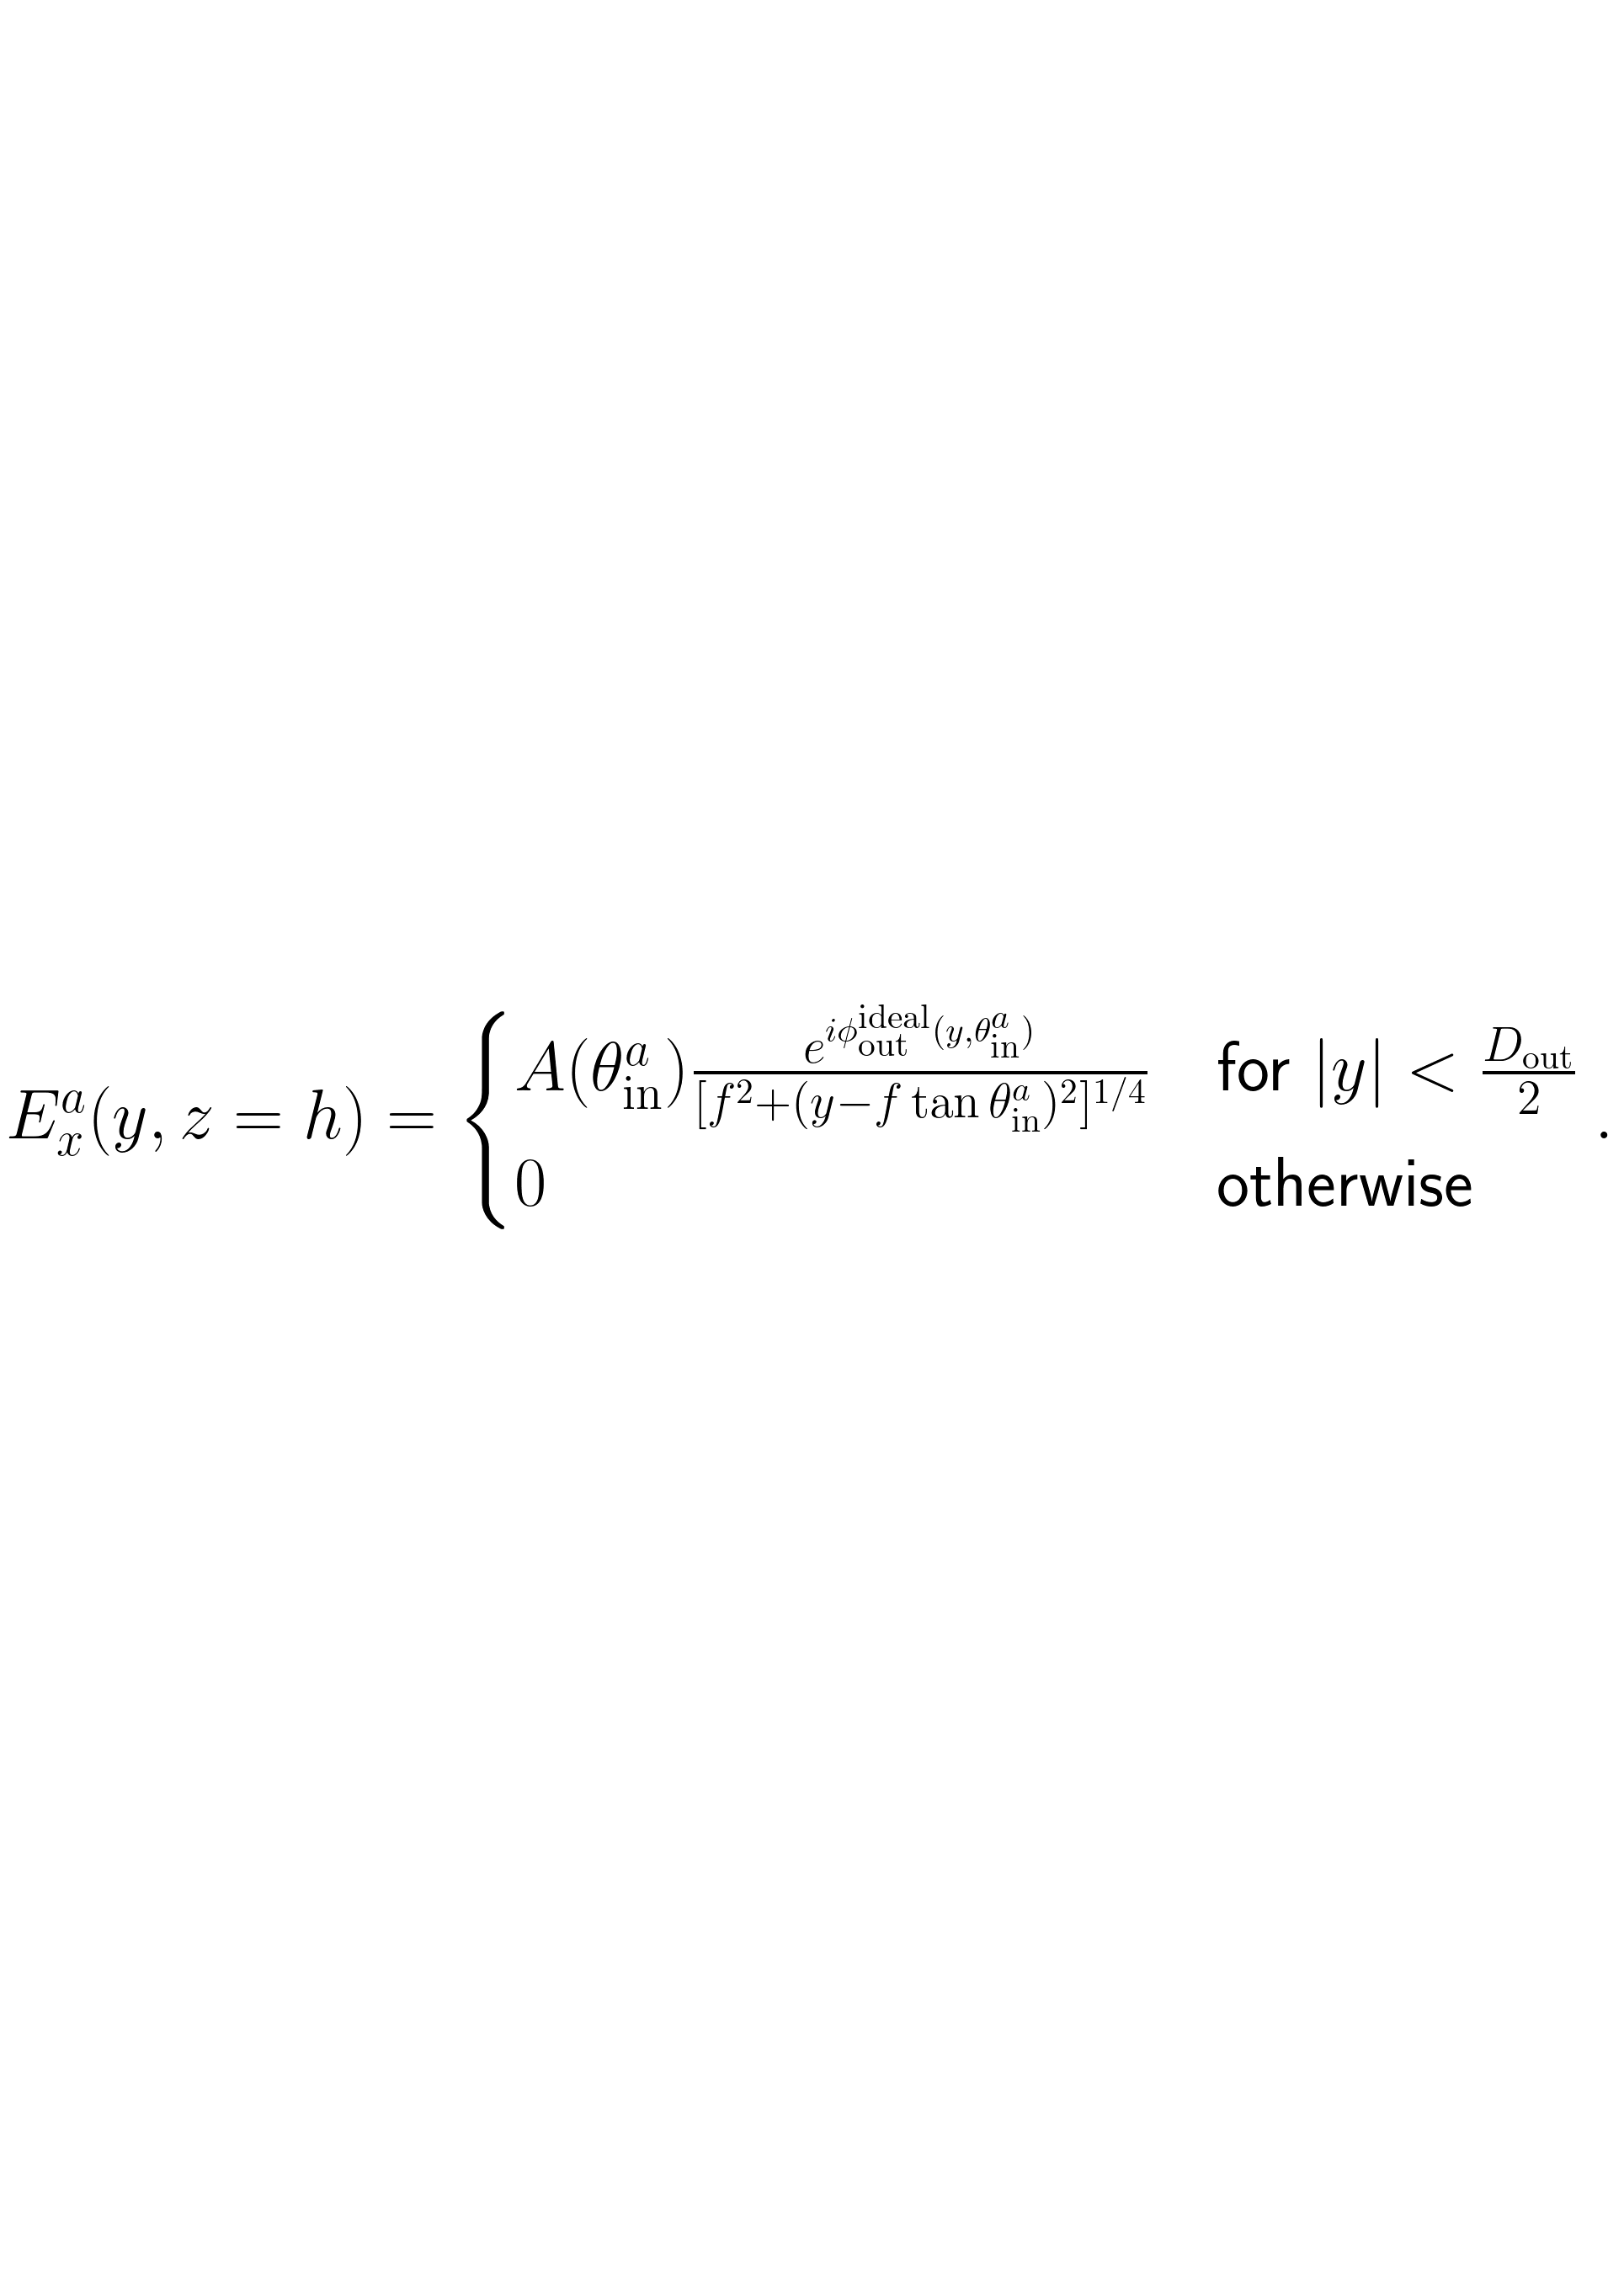 E_x^a(y, z = h) = \begin{cases} A(\theta_{\text{in}}^a) \frac{e^{i\phi_{\text{out}}^{\text{ideal}}(y,\theta_{\text{in}}^a)}}{[f^2+(y-f\tan\theta_{\text{in}}^a)^2]^{1/4}} & \text{for } |y| < \frac{D_{\text{out}}}{2} \\ 0 & \text{otherwise} \end{cases}.